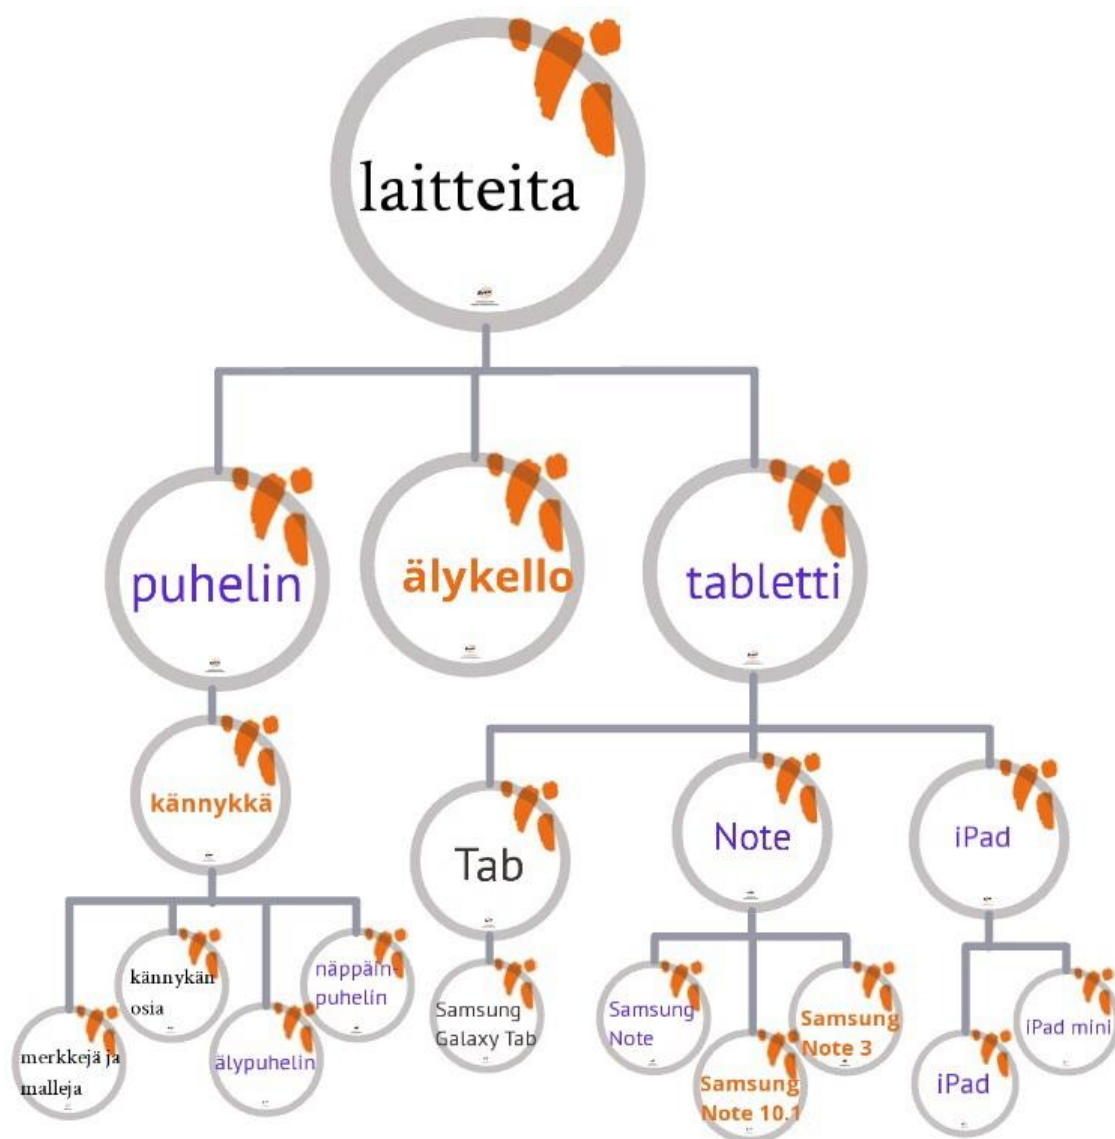 laitteita
puhelin
älykello
tabletti
kännykkä
Tab
Note
iPad
merkkejä ja
malleja
kännykän
osia
älypuhelin
näppäin-
puhelin
Samsung
Galaxy Tab
Samsung
Note
Samsung
Note 10.1
Samsung
Note 3
iPad
iPad mini